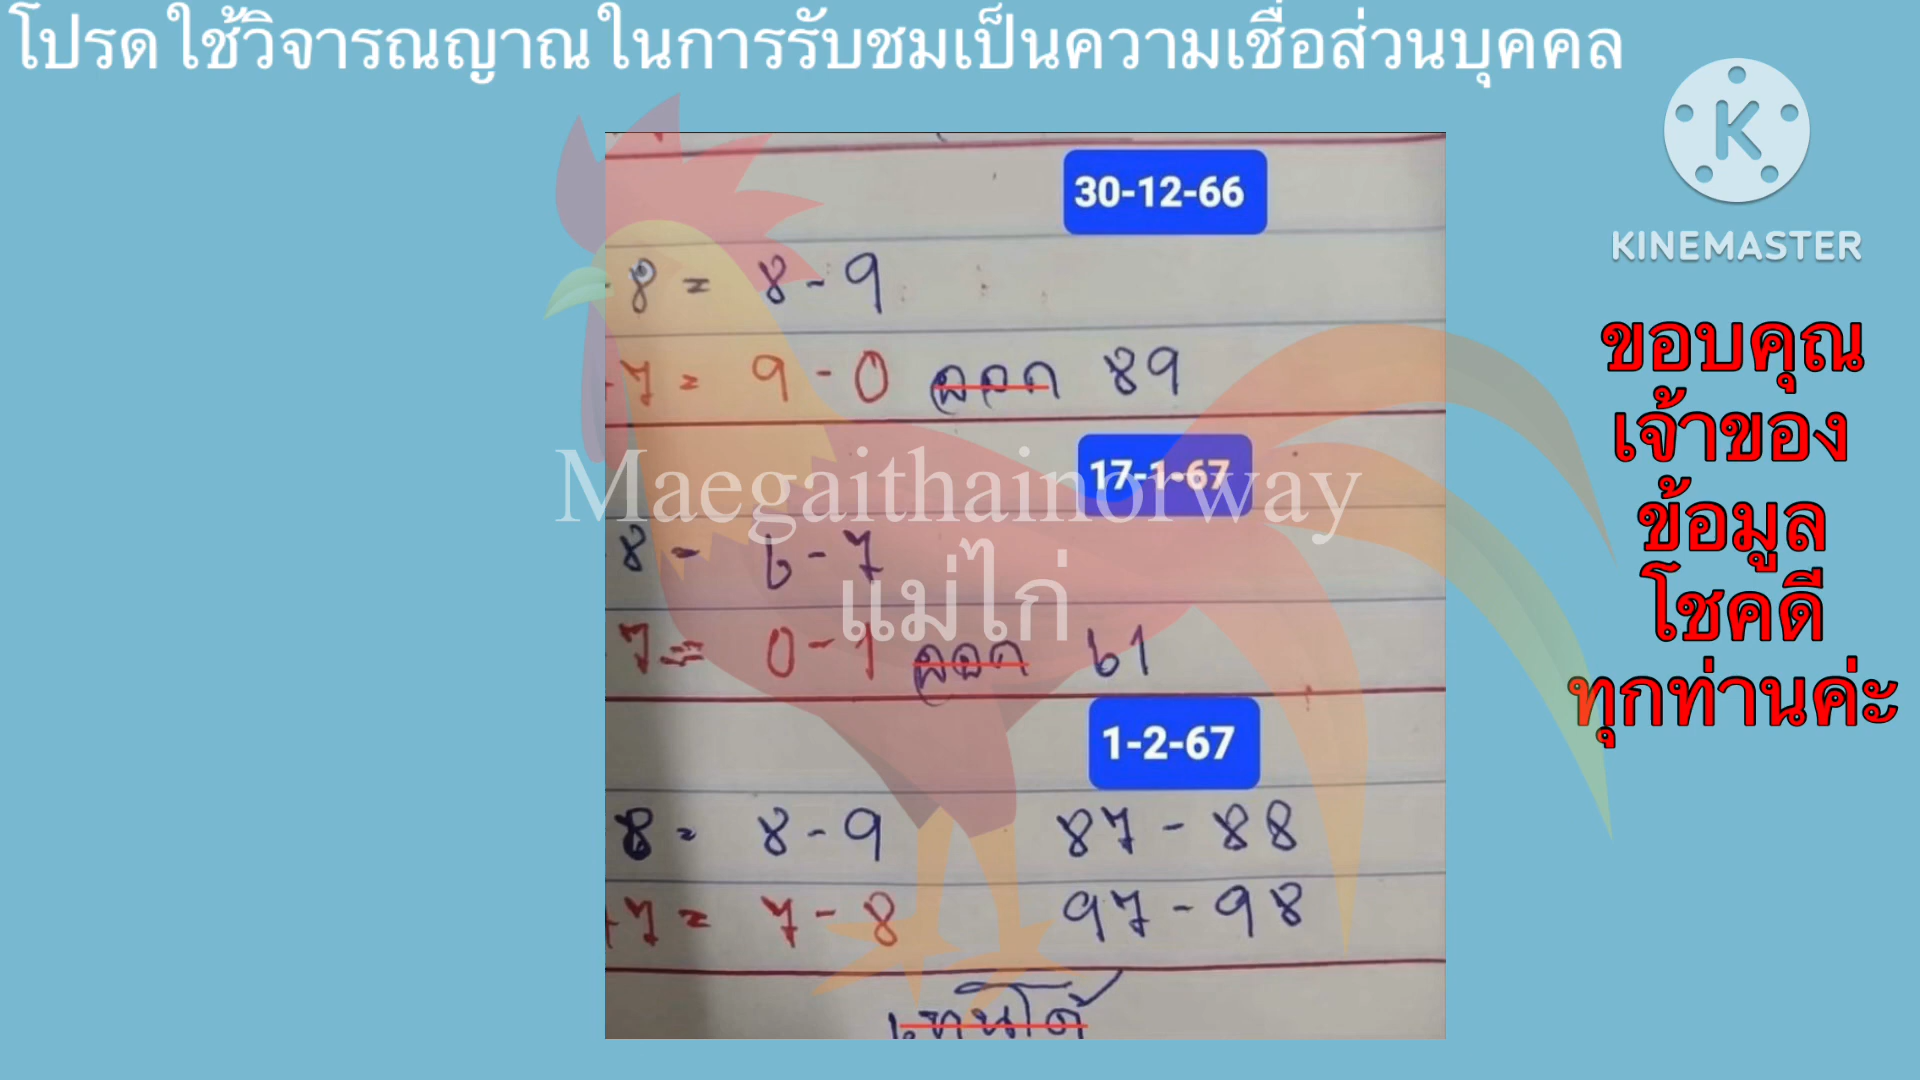 โปรดใช้วิจารณญาณในการรับชมเป็นความเชื่อส่วนบุคคล
K
KINEMASTER
30-12-66
8 = 8 - 9
+7 = 9 - 0 ออก 89
17-1-67
Maegaithainorway
8 - 6 - 7
แม่ไก่
7 = 0 - 1 ออก 61
1-2-67
8 = 8 - 9 87 - 88
+7 = 7 - 8 97 - 98
ขอบคุณ
เจ้าของ
ข้อมูล
โชคดี
ทุกท่านค่ะ